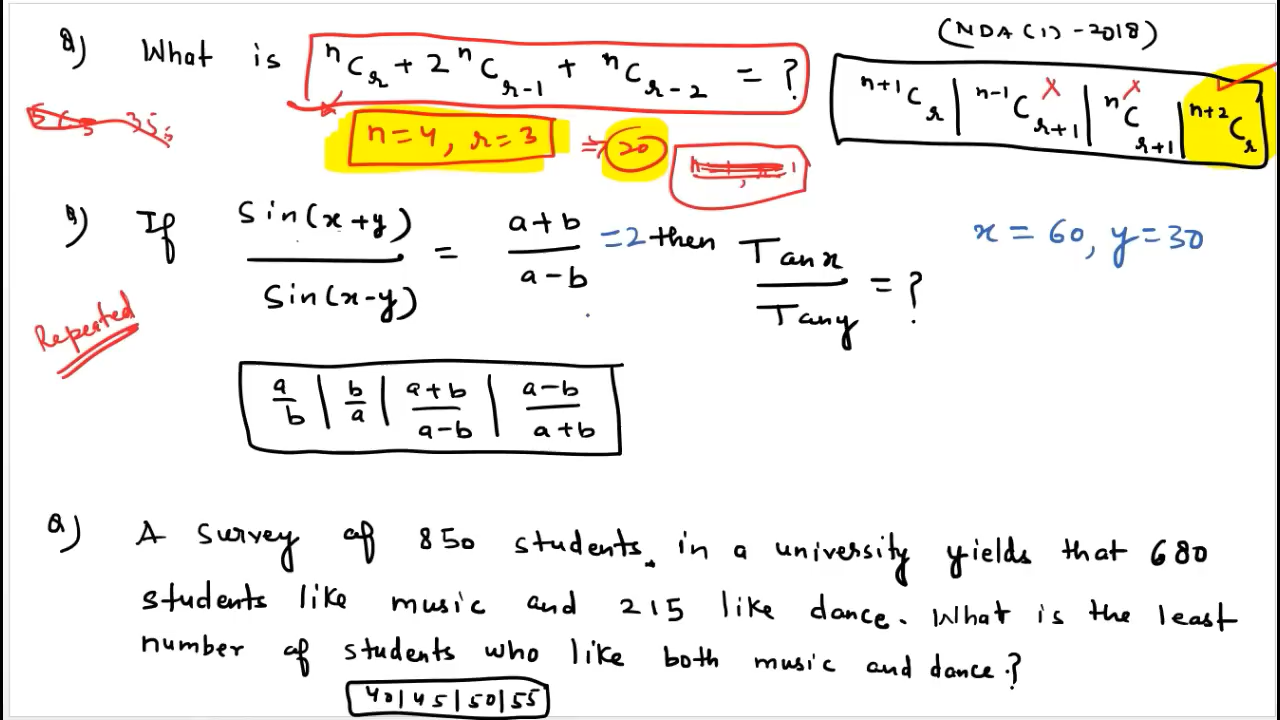 (NDA (1) - 2018)
Q) What is ⁿCᵣ + 2 ⁿCᵣ₋₁ + ⁿCᵣ₋₂ = ?
ⁿ⁺¹Cᵣ | ⁿ⁻¹Cᵣ₊₁ | ⁿCᵣ₊₁ | ⁿ⁺²Cᵣ
n=4, r=3 ⇒ 20
Q) If Sin(x+y) / Sin(x-y) = a+b / a-b =2 then Tan x / Tan y = ?
x = 60, y = 30
Repeated
a/b | b/a | a+b / a-b | a-b / a+b
Q) A survey of 850 students. in a university yields that 680
students like music and 215 like dance. What is the least
number of students who like both music and dance.?
40|45|50|55